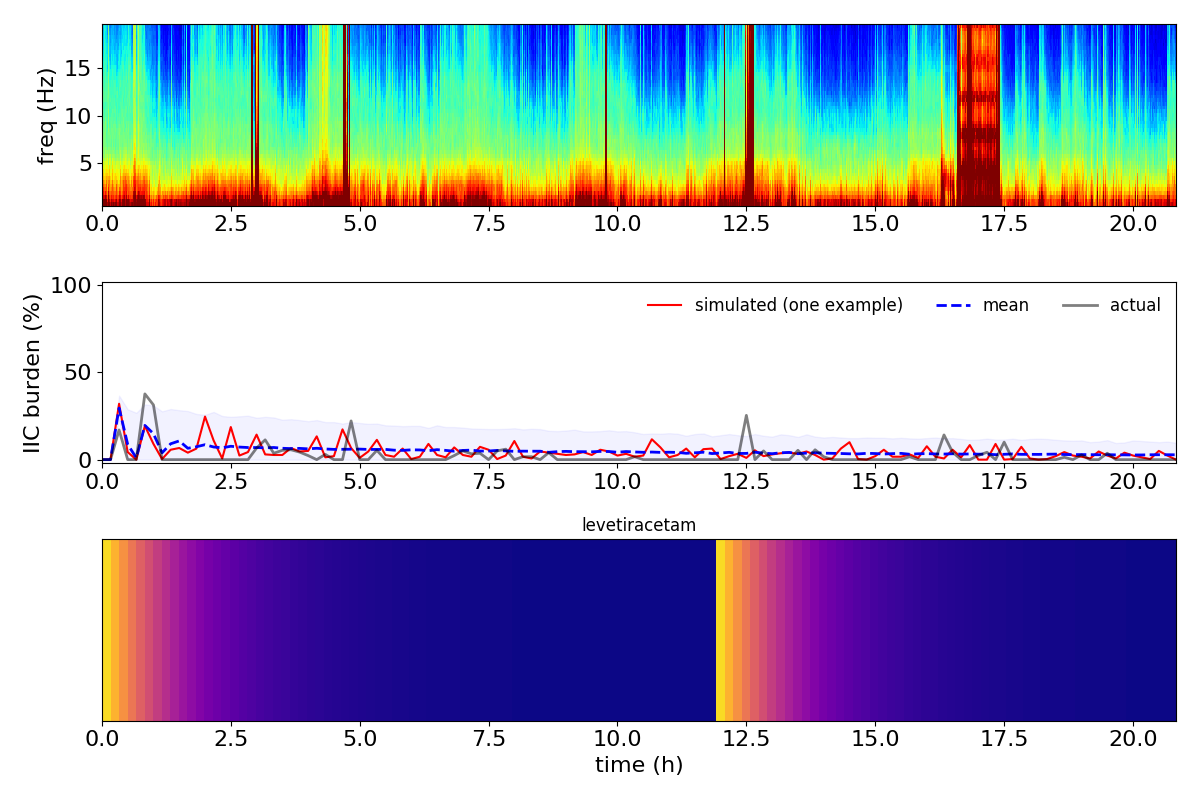 freq (Hz)
15
10
5
0.0 2.5 5.0 7.5 10.0 12.5 15.0 17.5 20.0
IIC burden (%)
100
50
0
simulated (one example) mean actual
0.0 2.5 5.0 7.5 10.0 12.5 15.0 17.5 20.0
levetiracetam
0.0 2.5 5.0 7.5 10.0 12.5 15.0 17.5 20.0
time (h)